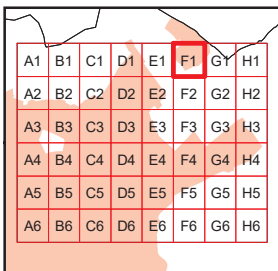 A1 B1 C1 D1 E1 F1 G1 H1
A2 B2 C2 D2 E2 F2 G2 H2
A3 B3 C3 D3 E3 F3 G3 H3
A4 B4 C4 D4 E4 F4 G4 H4
A5 B5 C5 D5 E5 F5 G5 H5
A6 B6 C6 D6 E6 F6 G6 H6